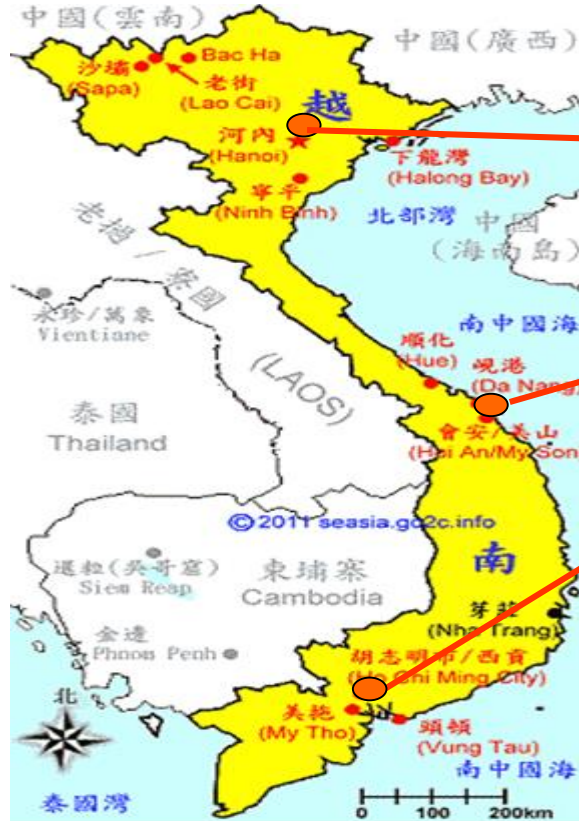 中國(雲南)
中國(廣西)
Bac Ha
沙壩
(Sapa)
老街
(Lao Cai)
越
河內
(Hanoi)
下龍灣
(Halong Bay)
寧平
(Ninh Binh)
北部灣
中國
(海南島)
老撾/寮國
(LAOS)
永珍/萬象
Vientiane
南中國海
順化
(Hue)
峴港
(Da Nang)
會安/美山
(Hoi An/My Son
泰國
Thailand
© 2011 seasia.go2c.info
暹粒(吳哥窟)
Siem Reap
柬埔寨
Cambodia
南
芽莊
(Nha Trang)
金邊
Phnom Penh
胡志明市/西貢
(Ho Chi Ming City)
北
美拖
(My Tho)
頭頓
(Vung Tau)
南中國海
泰國灣
0 100 200km